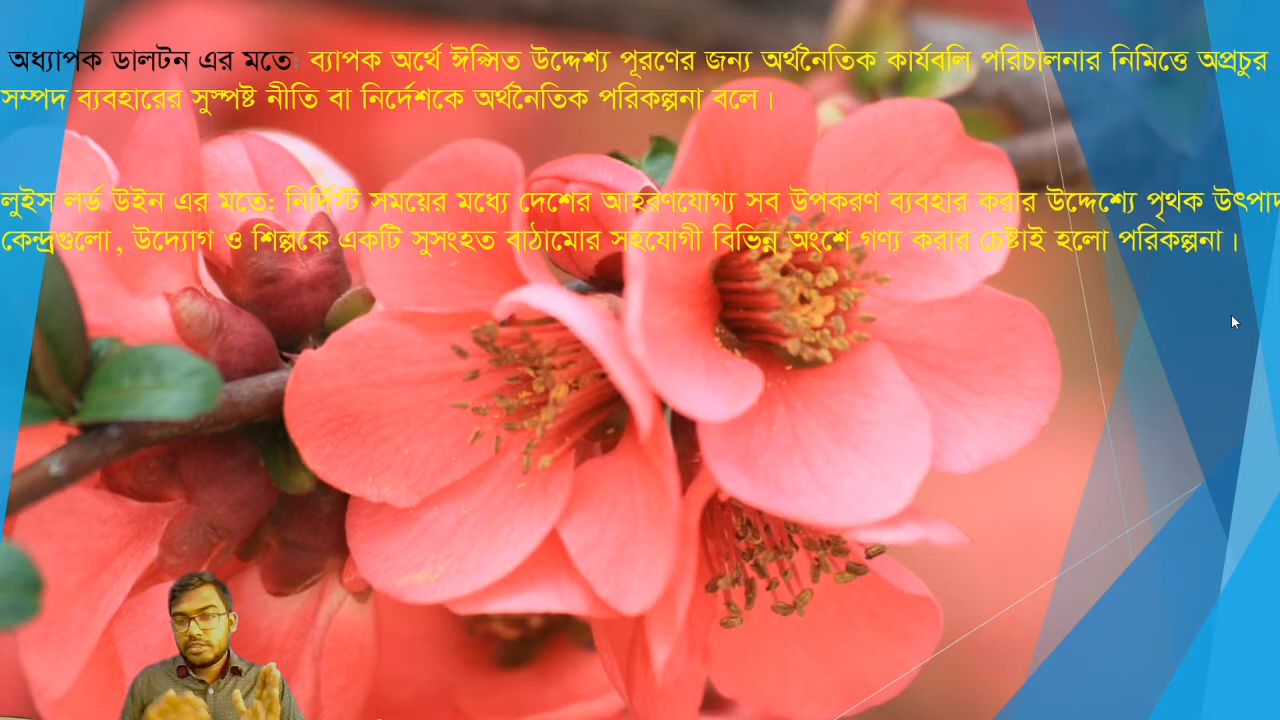 অধ্যাপক ডালটন এর মতে: ব্যাপক অর্থে ঈপ্সিত উদ্দেশ্য পূরণের জন্য অর্থনৈতিক কার্যবলি পরিচালনার নিমিত্তে অপ্রচুর
সম্পদ ব্যবহারের সুস্পষ্ট নীতি বা নির্দেশকে অর্থনৈতিক পরিকল্পনা বলে।
লুইস লর্ড উইন এর মতে: নির্দিস্ট সময়ের মধ্যে দেশের আহরণযোগ্য সব উপকরণ ব্যবহার করার উদ্দেশ্যে পৃথক
কেন্দ্রগুলো, উদ্যোগ ও শিল্পকে একটি সুসংহত বাঠামোর সহযোগী বিভিন্ন অংশে গণ্য করার চেষ্টাই হলো পরিকল্পনা।